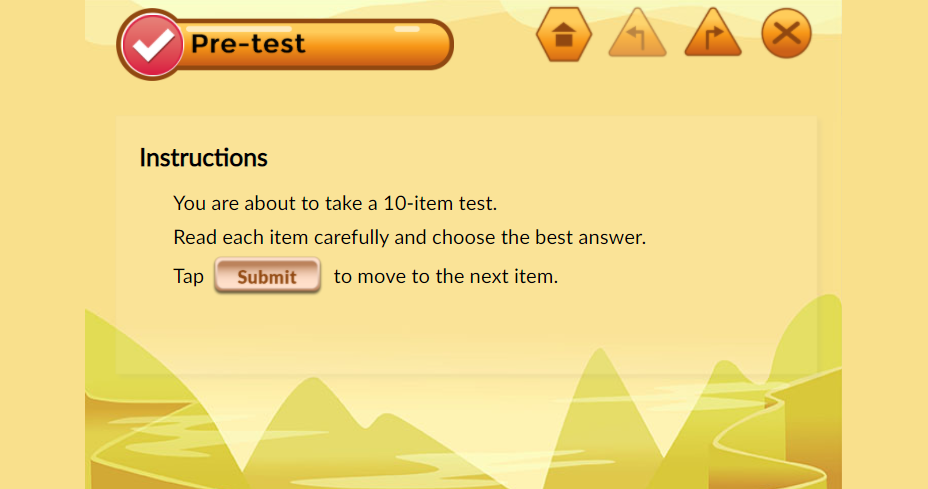 Pre-test
Instructions
You are about to take a 10-item test.
Read each item carefully and choose the best answer.
Tap Submit to move to the next item.